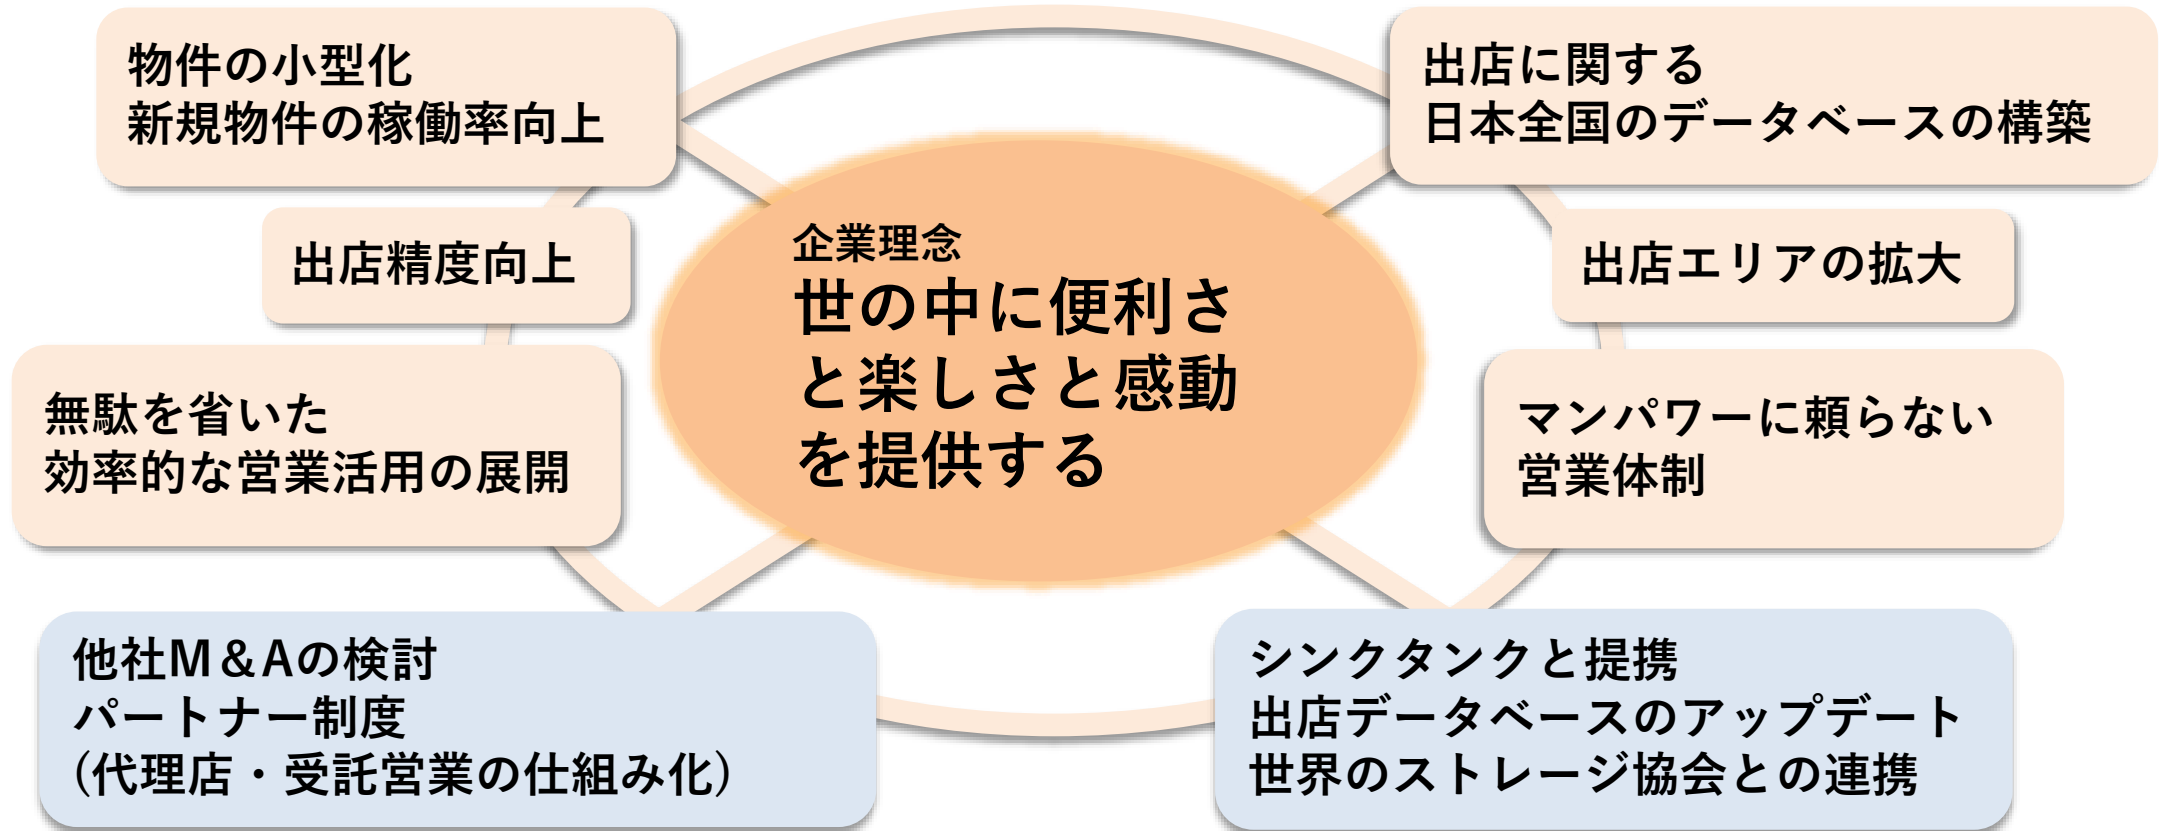 物件の小型化
新規物件の稼働率向上
出店に関する
日本全国のデータベースの構築
出店精度向上
企業理念
世の中に便利さ
と楽しさと感動
を提供する
出店エリアの拡大
無駄を省いた
効率的な営業活用の展開
マンパワーに頼らない
営業体制
他社M&Aの検討
パートナー制度
(代理店・受託営業の仕組み化)
シンクタンクと提携
出店データベースのアップデート
世界のストレージ協会との連携